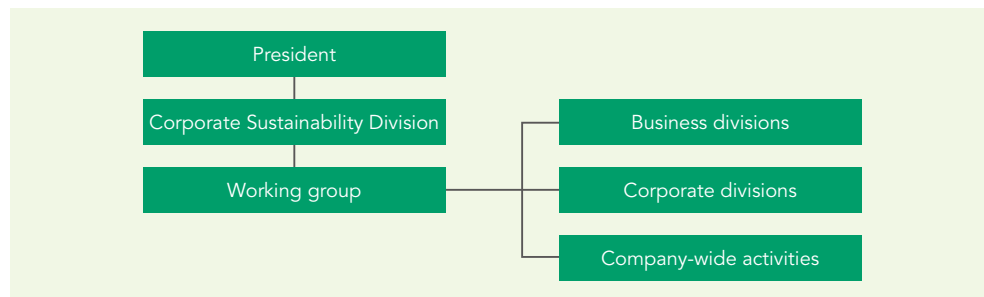 President
Corporate Sustainability Division
Business divisions
Working group
Corporate divisions
Company-wide activities